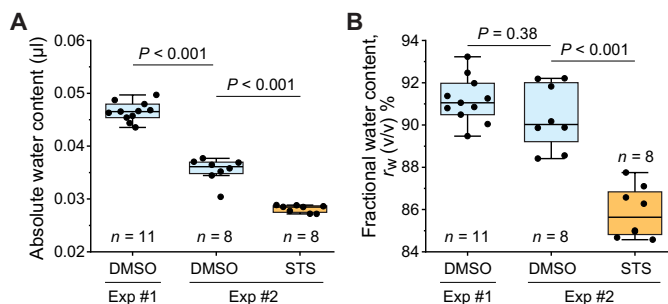 A
Absolute water content (µl)
0.06
0.05
0.04
0.03
0.02
P < 0.001
P < 0.001
n = 11
n = 8
n = 8
DMSO
DMSO
STS
Exp #1
Exp #2
B
Fractional water content,
rw (v/v) %
94
92
90
88
86
84
P = 0.38
P < 0.001
n = 8
n = 11
n = 8
DMSO
DMSO
STS
Exp #1
Exp #2